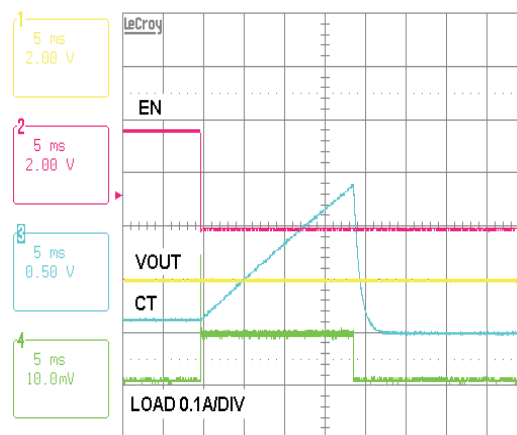 1
5 ms
2.00 V
2
5 ms
2.00 V
3
5 ms
0.50 V
4
5 ms
10.0mV
LeCroy
EN
VOUT
CT
LOAD 0.1A/DIV